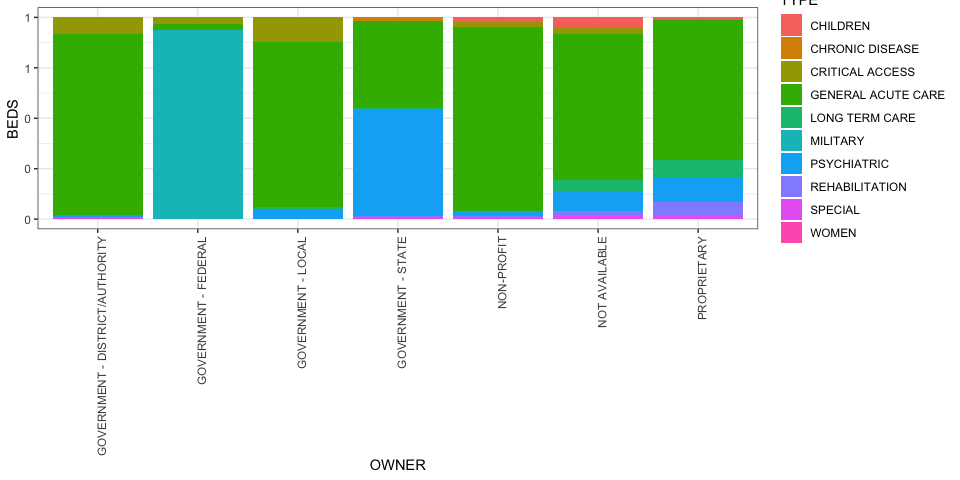 TYPE
CHILDREN
CHRONIC DISEASE
CRITICAL ACCESS
GENERAL ACUTE CARE
LONG TERM CARE
MILITARY
PSYCHIATRIC
REHABILITATION
SPECIAL
WOMEN
BEDS
1
1
0
0
0
GOVERNMENT - DISTRICT/AUTHORITY
GOVERNMENT - FEDERAL
GOVERNMENT - LOCAL
GOVERNMENT - STATE
NON-PROFIT
NOT AVAILABLE
PROPRIETARY
OWNER